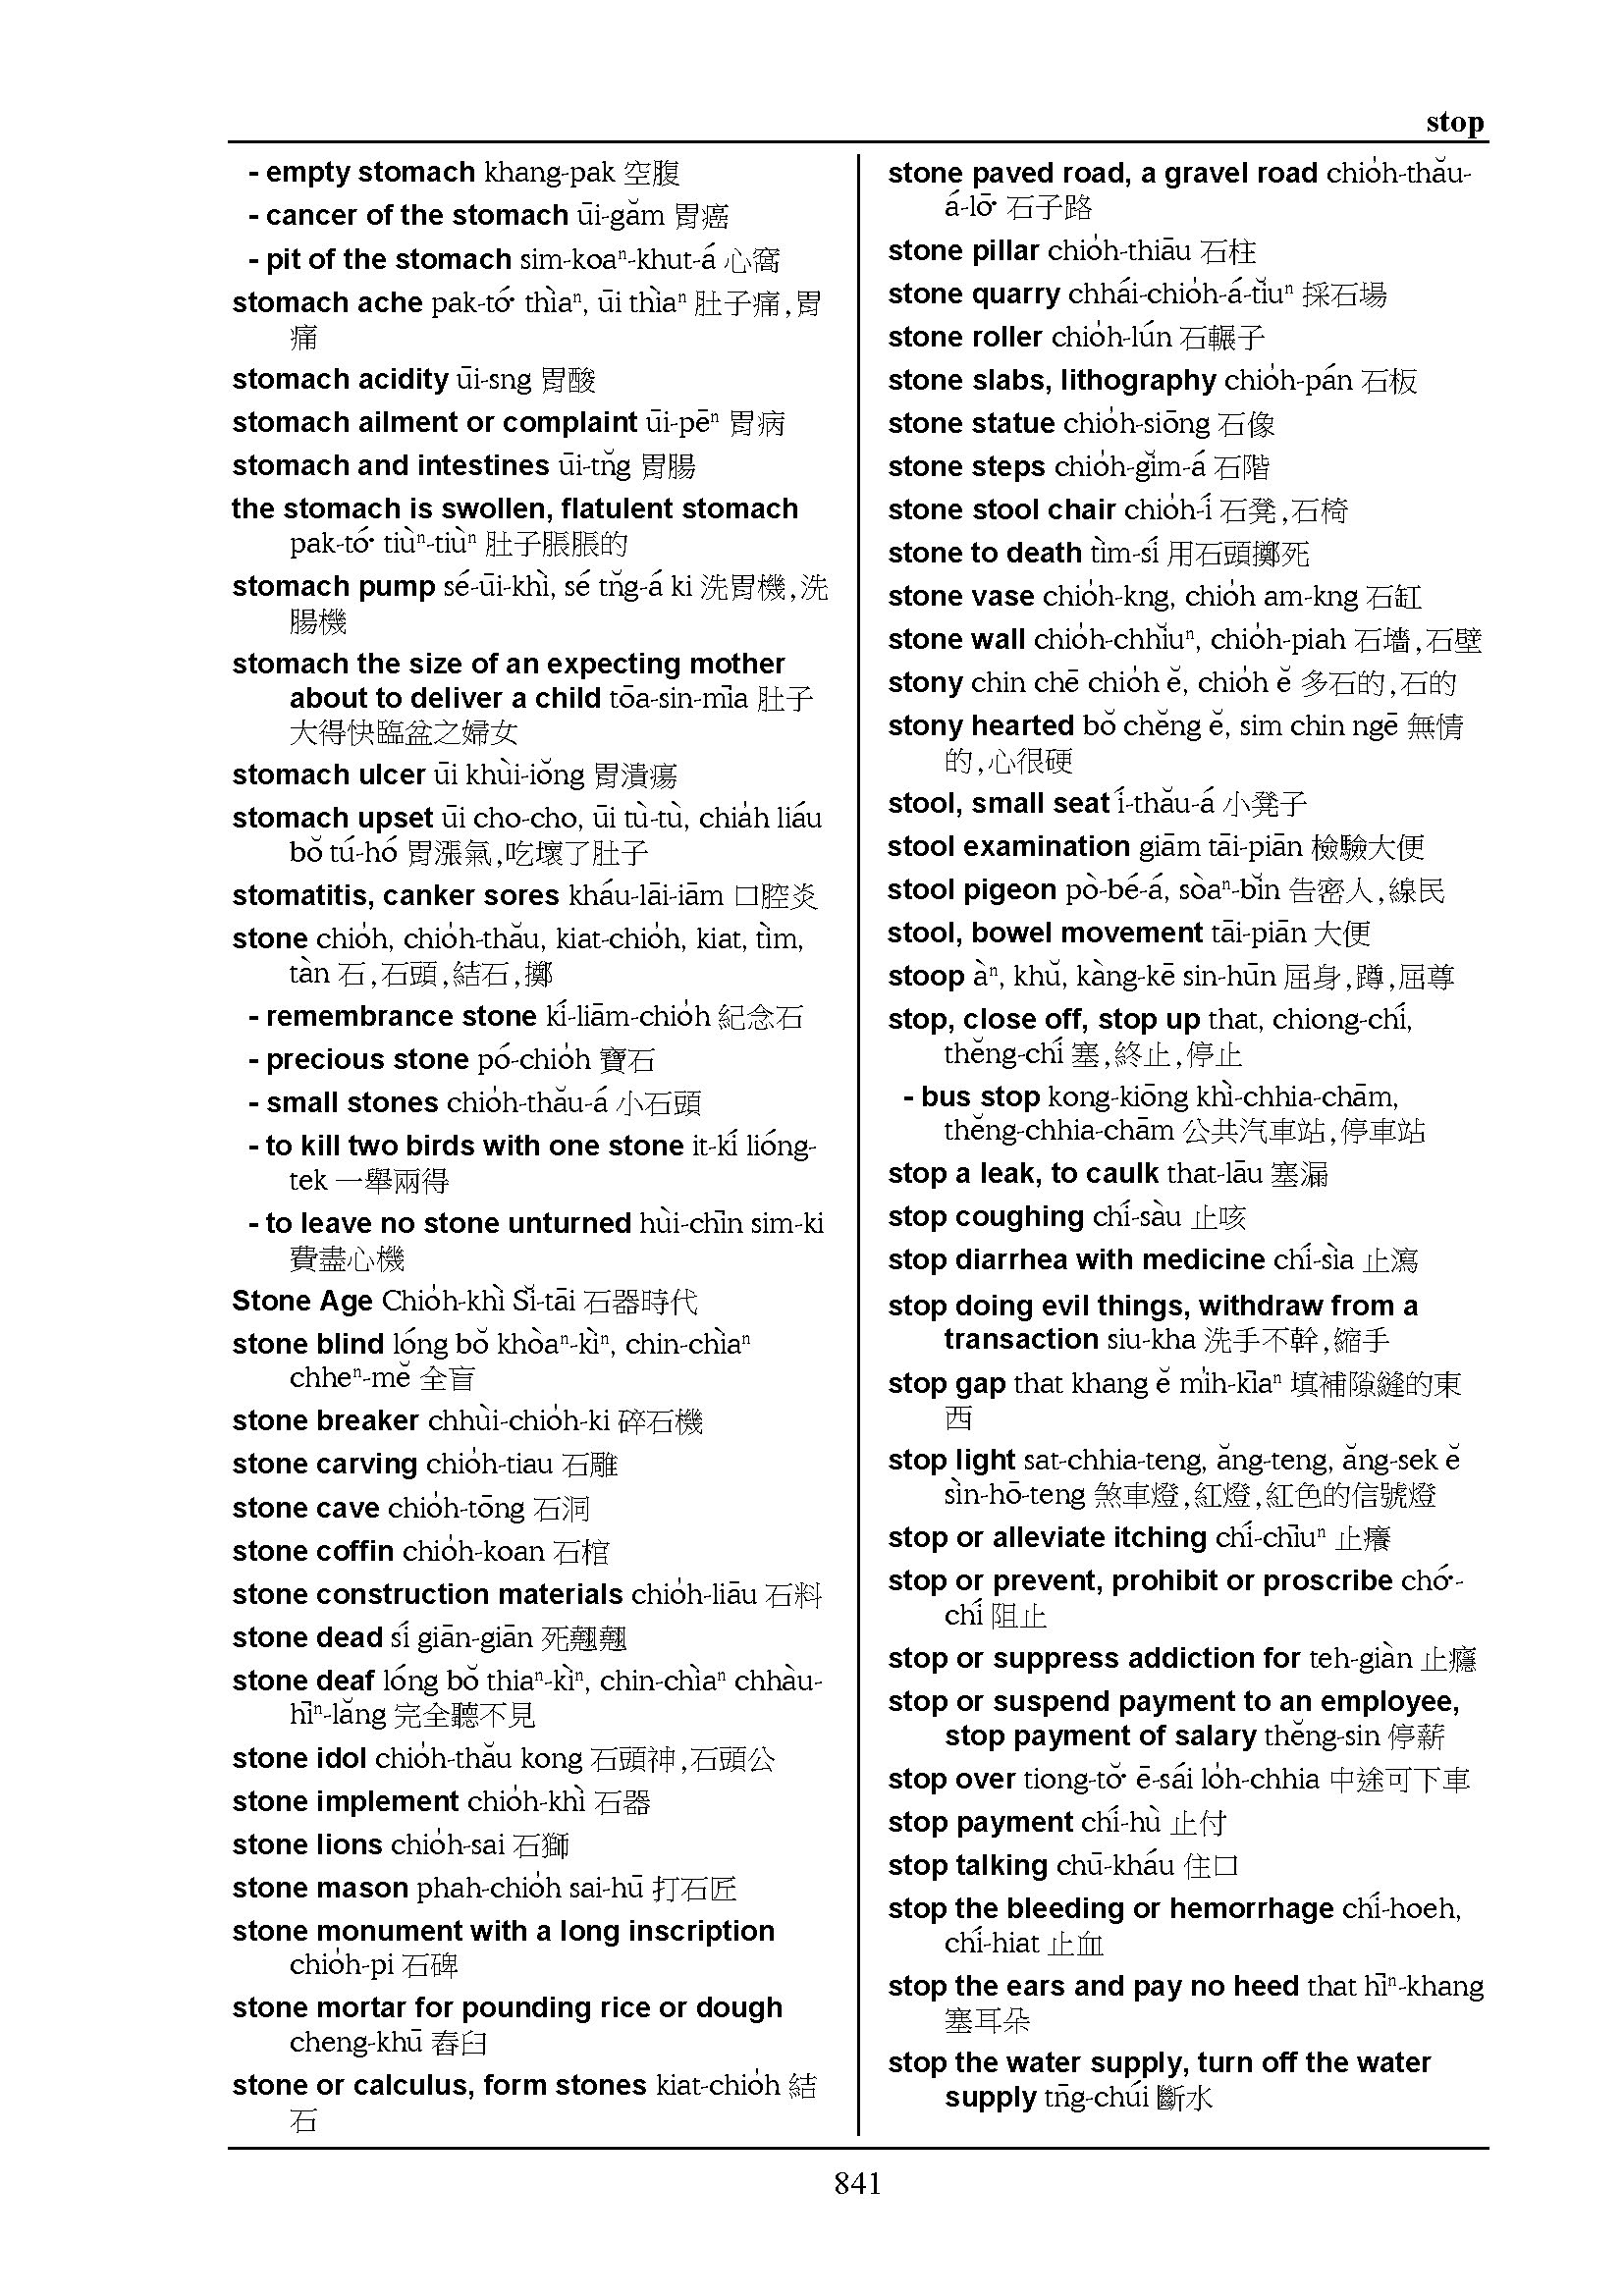 stop
- empty stomach khang-pak 空腹
- cancer of the stomach ūi-găm 胃癌
- pit of the stomach sim-koaⁿ-khut-á 心窩
stomach ache pak-tó͘ thìaⁿ, ūi thìaⁿ 肚子痛,胃
痛
stomach acidity ūi-sng 胃酸
stomach ailment or complaint ūi-pēⁿ 胃病
stomach and intestines ūi-tn̆g 胃腸
the stomach is swollen, flatulent stomach
pak-tó͘ tiùⁿ-tiùⁿ 肚子脹脹的
stomach pump sé-ūi-khì, sé tn̆g-á ki 洗胃機,洗
腸機
stomach the size of an expecting mother
about to deliver a child tōa-sin-mīa 肚子
大得快臨盆之婦女
stomach ulcer ūi khùi-iŏng 胃潰瘍
stomach upset ūi cho-cho, ūi tù-tù, chia̍h liáu
bŏ tú-hó 胃漲氣,吃壞了肚子
stomatitis, canker sores kháu-lāi-iām 口腔炎
stone chio̍h, chio̍h-thău, kiat-chio̍h, kiat, tìm,
tàn 石,石頭,結石,擲
- remembrance stone kí-liām-chio̍h 紀念石
- precious stone pó-chio̍h 寶石
- small stones chio̍h-thău-á 小石頭
- to kill two birds with one stone it-kí lióng-
tek 一舉兩得
- to leave no stone unturned hùi-chīn sim-ki
費盡心機
Stone Age Chio̍h-khì Sĭ-tāi 石器時代
stone blind lóng bŏ khòaⁿ-kìⁿ, chin-chìaⁿ
chheⁿ-mĕ 全盲
stone breaker chhùi-chio̍h-ki 碎石機
stone carving chio̍h-tiau 石雕
stone cave chio̍h-tōng 石洞
stone coffin chio̍h-koan 石棺
stone construction materials chio̍h-liāu 石料
stone dead sí giān-giān 死翹翹
stone deaf lóng bŏ thiaⁿ-kìⁿ, chin-chìaⁿ chhàu-
hīⁿ-lăng 完全聽不見
stone idol chio̍h-thău kong 石頭神,石頭公
stone implement chio̍h-khì 石器
stone lions chio̍h-sai 石獅
stone mason phah-chio̍h sai-hū 打石匠
stone monument with a long inscription
chio̍h-pi 石碑
stone mortar for pounding rice or dough
cheng-khū 舂臼
stone or calculus, form stones kiat-chio̍h 結
石
stone paved road, a gravel road chio̍h-thău-
á-lō͘ 石子路
stone pillar chio̍h-thiāu 石柱
stone quarry chhái-chio̍h-á-tĭuⁿ 採石場
stone roller chio̍h-lún 石輾子
stone slabs, lithography chio̍h-pán 石板
stone statue chio̍h-siōng 石像
stone steps chio̍h-gĭm-á 石階
stone stool chair chio̍h-í 石凳,石椅
stone to death tìm-sí 用石頭擲死
stone vase chio̍h-kng, chio̍h am-kng 石缸
stone wall chio̍h-chhĭuⁿ, chio̍h-piah 石墻,石壁
stony chin chē chio̍h ĕ, chio̍h ĕ 多石的,石的
stony hearted bŏ chĕng ĕ, sim chin ngē 無情
的,心很硬
stool, small seat í-thău-á 小凳子
stool examination giām tāi-piān 檢驗大便
stool pigeon pò-bé-á, sòaⁿ-bĭn 告密人,線民
stool, bowel movement tāi-piān 大便
stoop àⁿ, khŭ, kàng-kē sin-hūn 屈身,蹲,屈尊
stop, close off, stop up that, chiong-chí,
thĕng-chí 塞,終止,停止
- bus stop kong-kiōng khì-chhia-chām,
thĕng-chhia-chām 公共汽車站,停車站
stop a leak, to caulk that-lāu 塞漏
stop coughing chí-sàu 止咳
stop diarrhea with medicine chí-sìa 止瀉
stop doing evil things, withdraw from a
transaction siu-kha 洗手不幹,縮手
stop gap that khang ĕ mi̍h-kīaⁿ 填補隙縫的東
西
stop light sat-chhia-teng, ăng-teng, ăng-sek ĕ
sìn-hō-teng 煞車燈,紅燈,紅色的信號燈
stop or alleviate itching chí-chīuⁿ 止癢
stop or prevent, prohibit or proscribe chó͘-
chí 阻止
stop or suppress addiction for teh-giàn 止癮
stop or suspend payment to an employee,
stop payment of salary thĕng-sin 停薪
stop over tiong-tŏ͘ ē-sái lo̍h-chhia 中途可下車
stop payment chí-hù 止付
stop talking chū-kháu 住口
stop the bleeding or hemorrhage chí-hoeh,
chí-hiat 止血
stop the ears and pay no heed that hīⁿ-khang
塞耳朵
stop the water supply, turn off the water
supply tn̄g-chúi 斷水
841